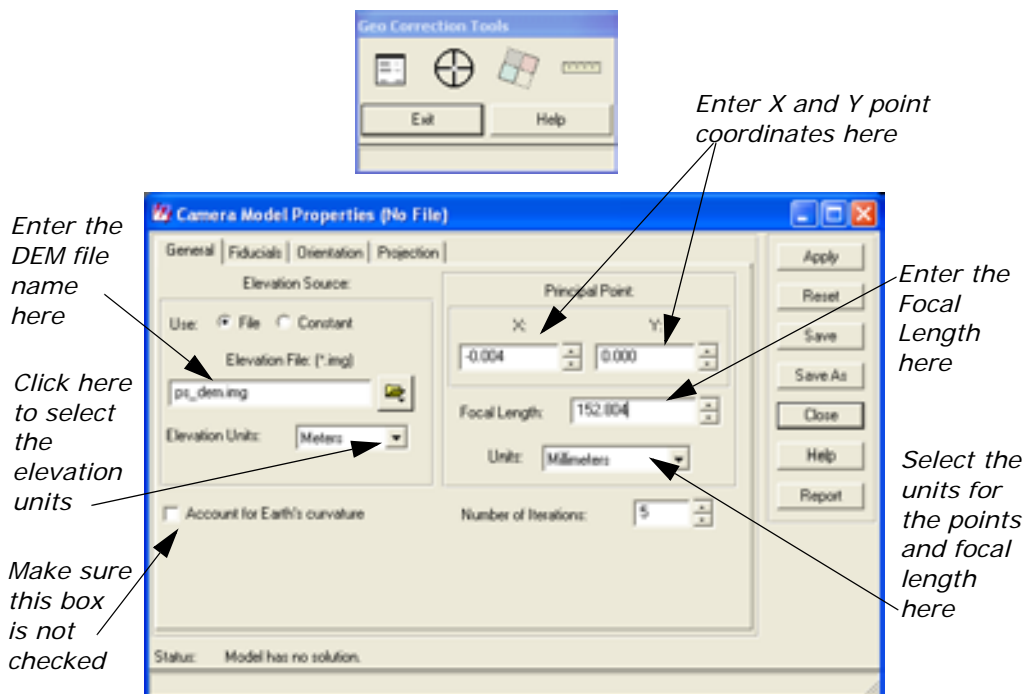 Geo Correction Tools
Exit
Help
Enter X and Y point
coordinates here
Enter the
DEM file
name
here
Click here
to select
the
elevation
units
Make sure
this box
is not
checked
Camera Model Properties (No File)
General Fiducials Orientation Projection
Elevation Source:
Use: File Constant
Elevation File: (*.img)
ps_dem.img
Elevation Units: Meters
Account for Earth's curvature
Principal Point:
X: Y:
-0.004 0.000
Focal Length: 152.804
Units: Millimeters
Number of Iterations: 5
Status: Model has no solution.
Apply
Reset
Save
Save As
Close
Help
Report
Enter the
Focal
Length
here
Select the
units for
the points
and focal
length
here